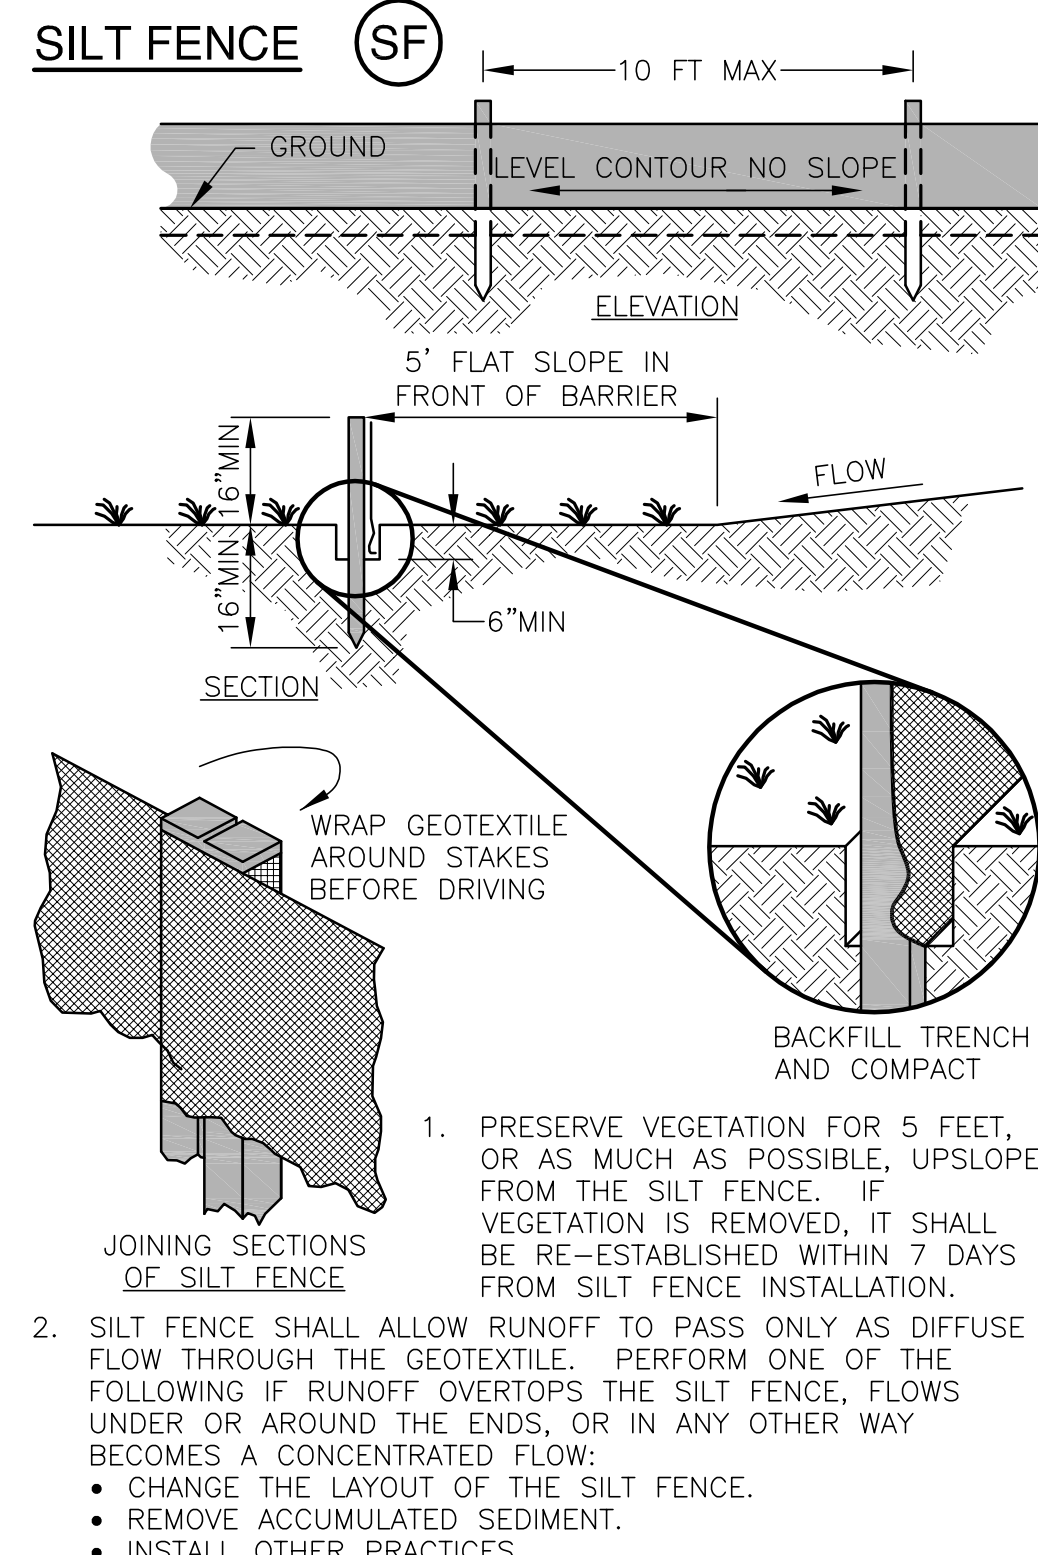 SILT FENCE
SF
10 FT MAX
GROUND
LEVEL CONTOUR NO SLOPE
ELEVATION
5' FLAT SLOPE IN
FRONT OF BARRIER
16"MIN
FLOW
16"MIN
6"MIN
SECTION
WRAP GEOTEXTILE
AROUND STAKES
BEFORE DRIVING
BACKFILL TRENCH
AND COMPACT
JOINING SECTIONS
OF SILT FENCE
1. PRESERVE VEGETATION FOR 5 FEET,
OR AS MUCH AS POSSIBLE, UPSLOPE
FROM THE SILT FENCE. IF
VEGETATION IS REMOVED, IT SHALL
BE RE-ESTABLISHED WITHIN 7 DAYS
FROM SILT FENCE INSTALLATION.
2. SILT FENCE SHALL ALLOW RUNOFF TO PASS ONLY AS DIFFUSE
FLOW THROUGH THE GEOTEXTILE. PERFORM ONE OF THE
FOLLOWING IF RUNOFF OVERTOPS THE SILT FENCE, FLOWS
UNDER OR AROUND THE ENDS, OR IN ANY OTHER WAY
BECOMES A CONCENTRATED FLOW:
• CHANGE THE LAYOUT OF THE SILT FENCE.
• REMOVE ACCUMULATED SEDIMENT.
• INSTALL OTHER PRACTICES